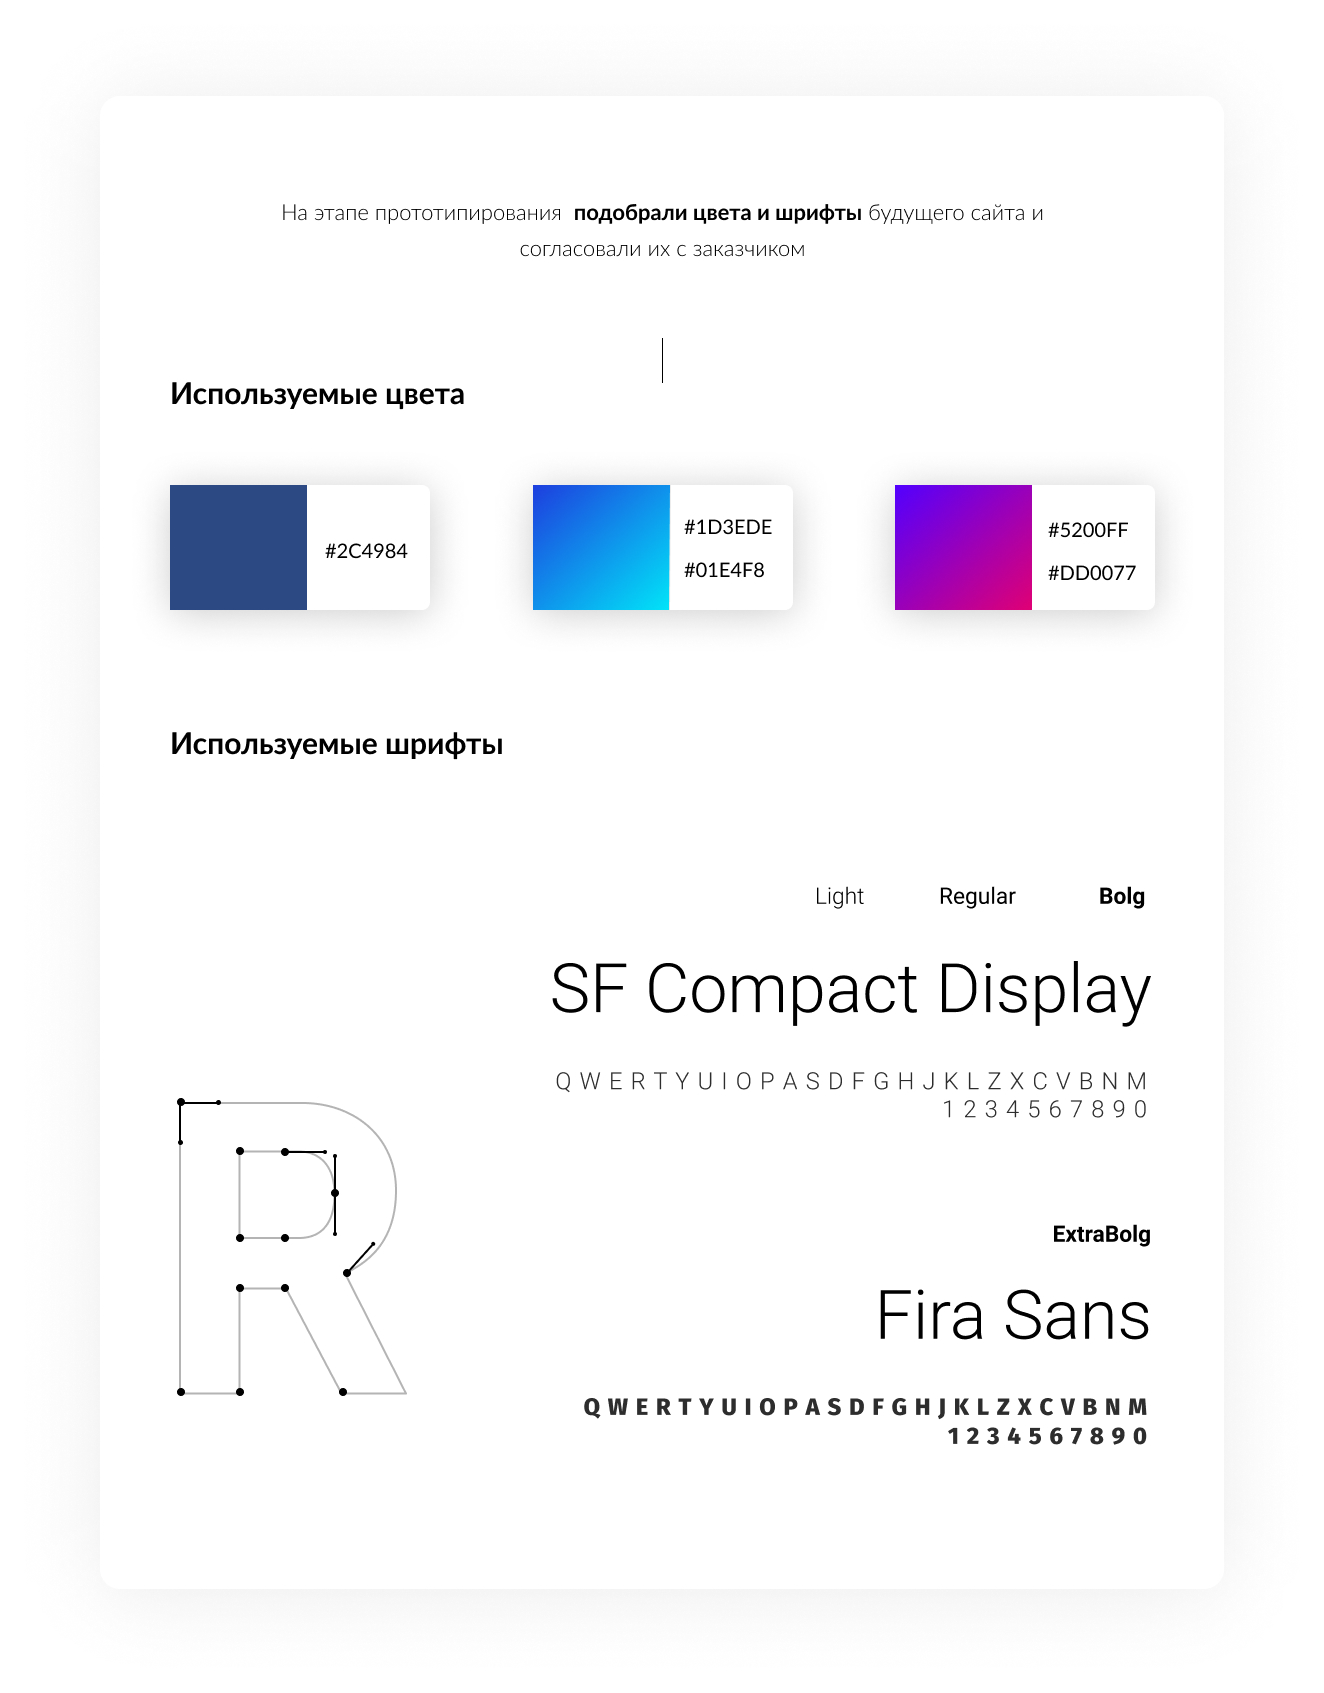 На этапе прототипирования подобрали цвета и шрифты будущего сайта и
согласовали их с заказчиком
Используемые цвета
#2C4984
#1D3EDE
#01E4F8
#5200FF
#DD0077
Используемые шрифты
Light Regular Bolg
SF Compact Display
Q W E R T Y U I O P A S D F G H J K L Z X C V B N M
1 2 3 4 5 6 7 8 9 0
R
ExtraBolg
Fira Sans
Q W E R T Y U I O P A S D F G H J K L Z X C V B N M
1 2 3 4 5 6 7 8 9 0